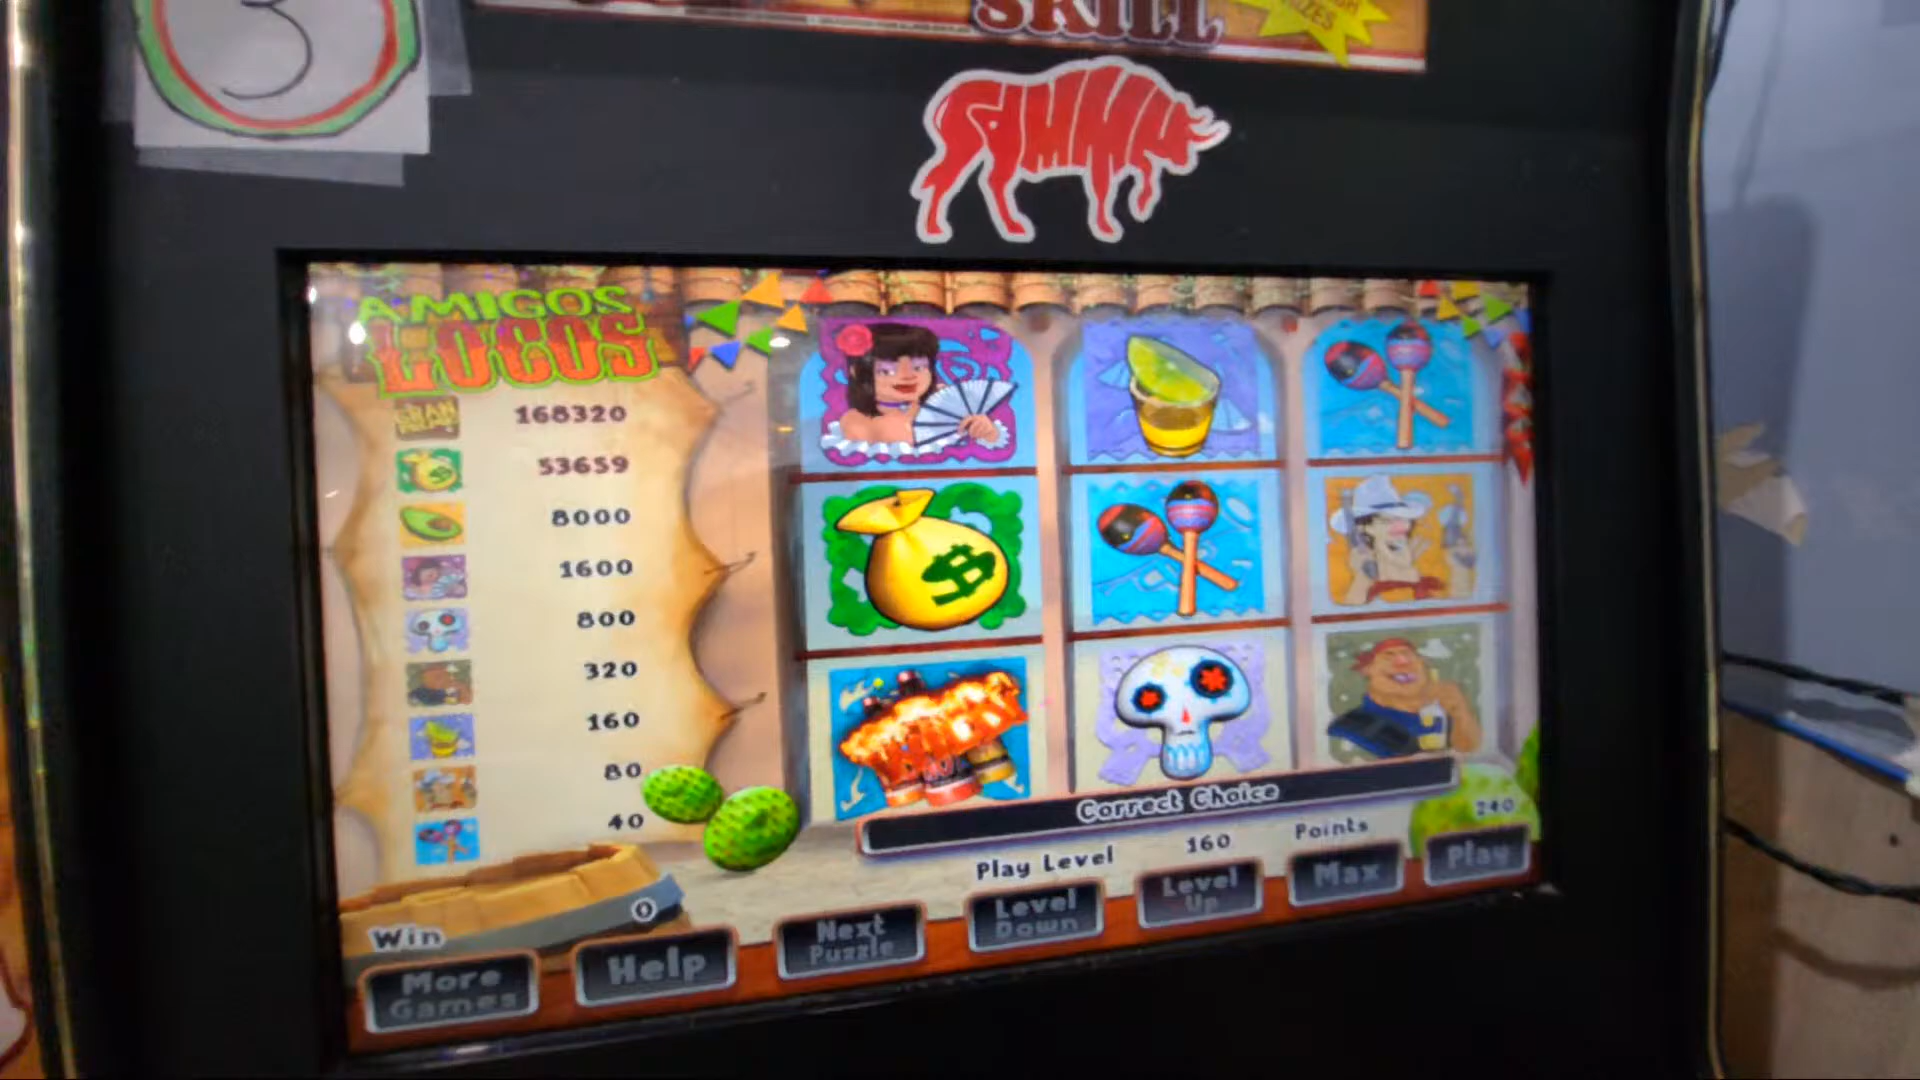 3
SKILL
AMIGOS
LOCOS
GRAN
168320
53659
8000
1600
800
320
160
80
40
Correct Choice
Play Level
160
Points
240
Win
0
More
Games
Help
Next
Puzzle
Level
Down
Level
Up
Max
Play